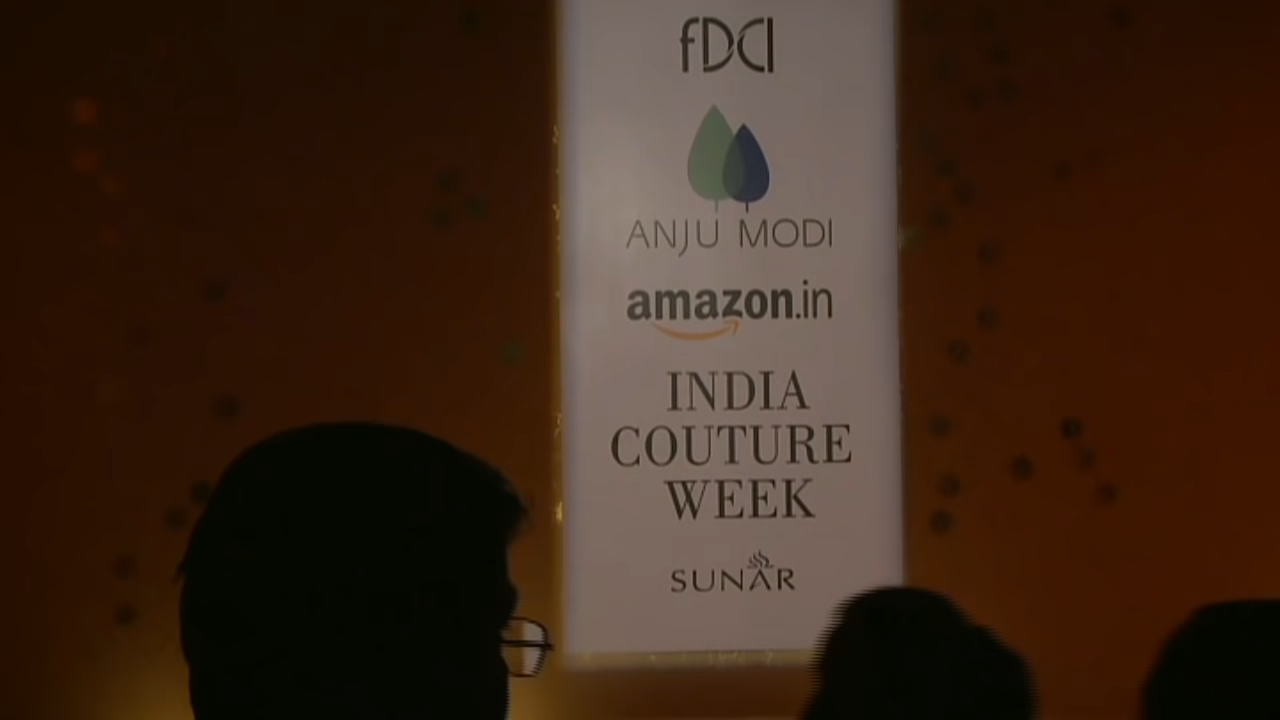 fDCI
ANJU MODI
amazon.in
INDIA
COUTURE
WEEK
SUNAR